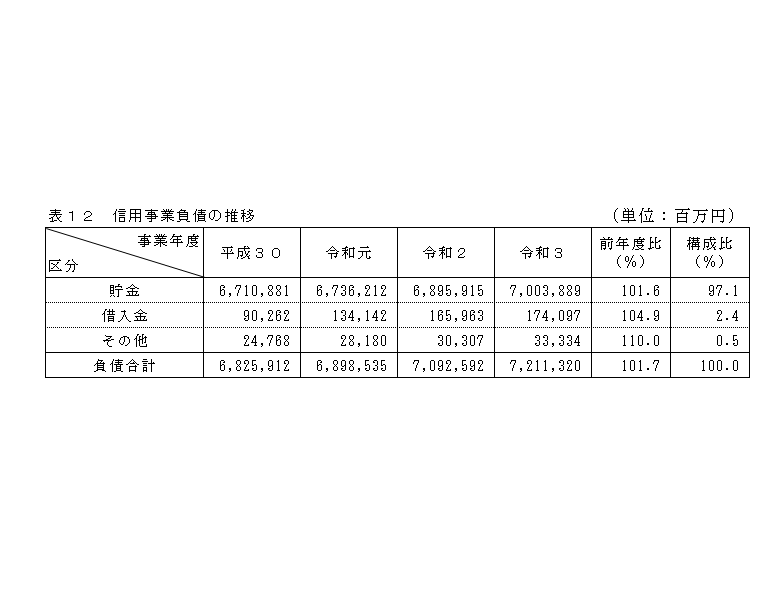 表１２　信用事業負債の推移　（単位：百万円）
事業年度
区分
平成３０ 令和元 令和２ 令和３ 前年度比（％） 構成比（％）
貯金 6,710,881 6,736,212 6,895,915 7,003,889 101.6 97.1
借入金 90,262 134,142 165,963 174,097 104.9 2.4
その他 24,768 28,180 30,307 33,334 110.0 0.5
負債合計 6,825,912 6,898,535 7,092,592 7,211,320 101.7 100.0